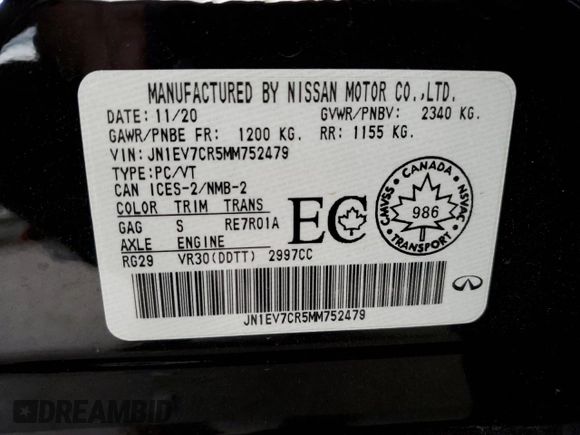 MANUFACTURED BY NISSAN MOTOR CO.,LTD.
DATE: 11/20 GVWR/PNBV: 2340 KG.
GAWR/PNBE FR: 1200 KG. RR: 1155 KG.
VIN: JN1EV7CR5MM752479
TYPE:PC/VT
CAN ICES-2/NMB-2
COLOR TRIM TRANS
GAG S RE7R01A
AXLE ENGINE
RG29 VR30(DDTT) 2997CC
EC
CANADA
CMVSS 986 NSVAC
TRANSPORT
JN1EV7CR5MM752479
DREAMBID